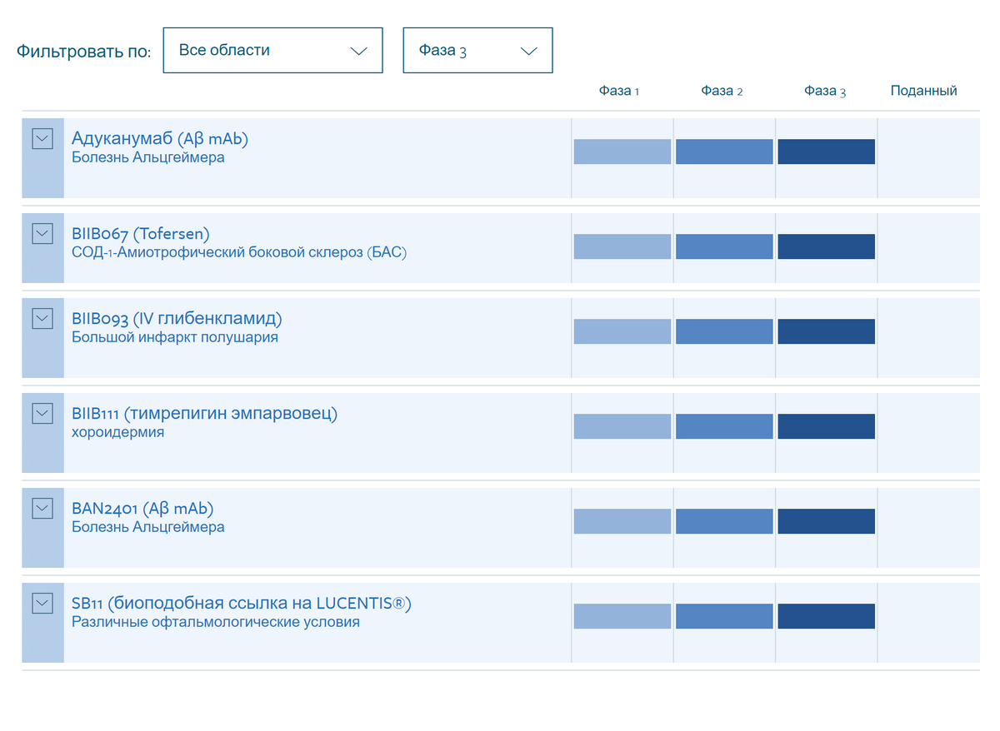 Фильтровать по: Все области Фаза 3
Фаза 1 Фаза 2 Фаза 3 Поданный
Адуканумаб (Aβ mAb)
Болезнь Альцгеймера
BIIB067 (Tofersen)
СОД-1-Амиотрофический боковой склероз (БАС)
BIIB093 (IV глибенкламид)
Большой инфаркт полушария
BIIB111 (тимрепигин эмпарвовец)
хороидермия
BAN2401 (Aβ mAb)
Болезнь Альцгеймера
SB11 (биоподобная ссылка на LUCENTIS®)
Различные офтальмологические условия